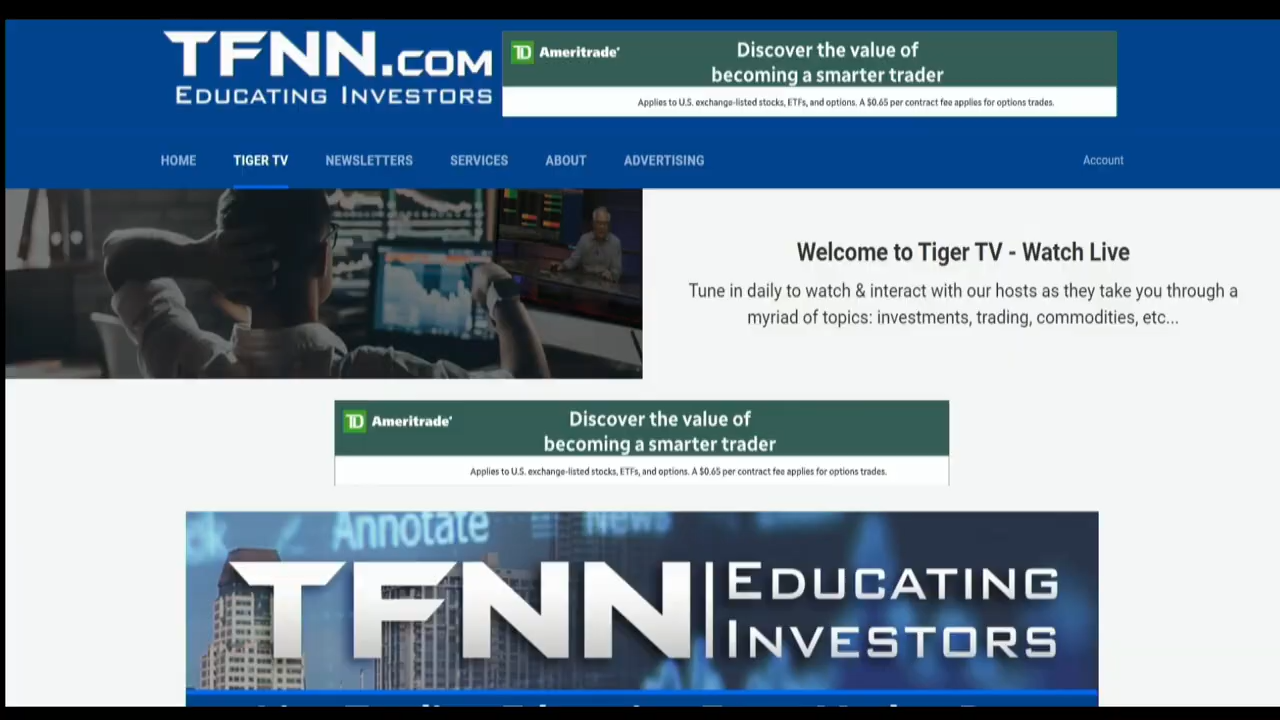 TFNN.COM
EDUCATING INVESTORS
TD Ameritrade
Discover the value of
becoming a smarter trader
Applies to U.S. exchange-listed stocks, ETFs, and options. A $0.65 per contract fee applies for options trades.
HOME TIGER TV NEWSLETTERS SERVICES ABOUT ADVERTISING Account
Welcome to Tiger TV - Watch Live
Tune in daily to watch & interact with our hosts as they take you through a
myriad of topics: investments, trading, commodities, etc...
TD Ameritrade
Discover the value of
becoming a smarter trader
Applies to U.S. exchange-listed stocks, ETFs, and options. A $0.65 per contract fee applies for options trades.
Annotate News
TFNN EDUCATING
INVESTORS